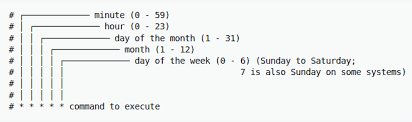 # ┌───────────── minute (0 - 59)
# │ ┌───────────── hour (0 - 23)
# │ │ ┌───────────── day of the month (1 - 31)
# │ │ │ ┌───────────── month (1 - 12)
# │ │ │ │ ┌───────────── day of the week (0 - 6) (Sunday to Saturday;
# │ │ │ │ │                                   7 is also Sunday on some systems)
# │ │ │ │ │
# │ │ │ │ │
# * * * * * command to execute